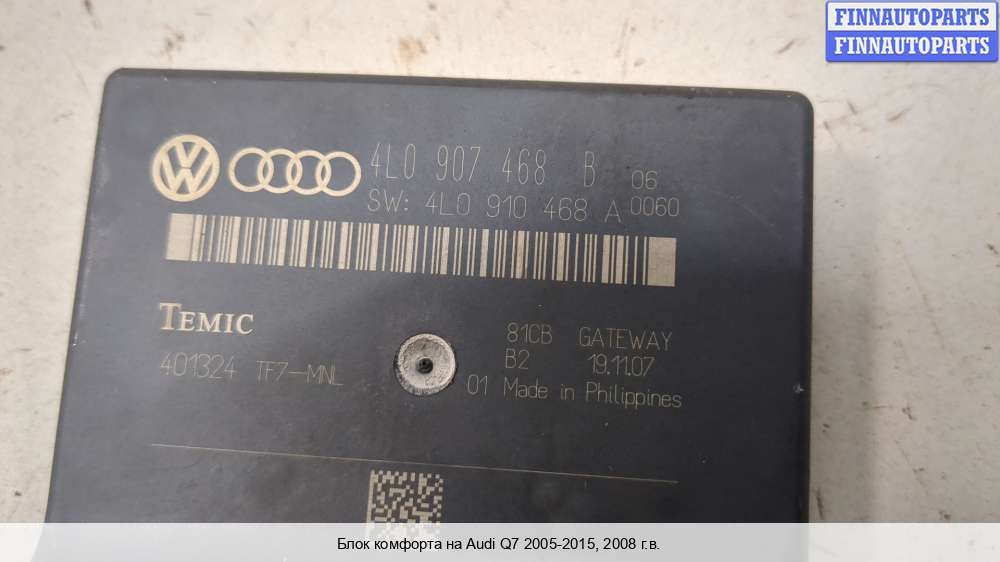 FINNAUTOPARTS
FINNAUTOPARTS
4L0 907 468 B 06
SW: 4L0 910 468 A 0060
TEMIC
81CB GATEWAY
401324 TF7-MNL B2 19.11.07
01 Made in Philippines
Блок комфорта на Audi Q7 2005-2015, 2008 г.в.